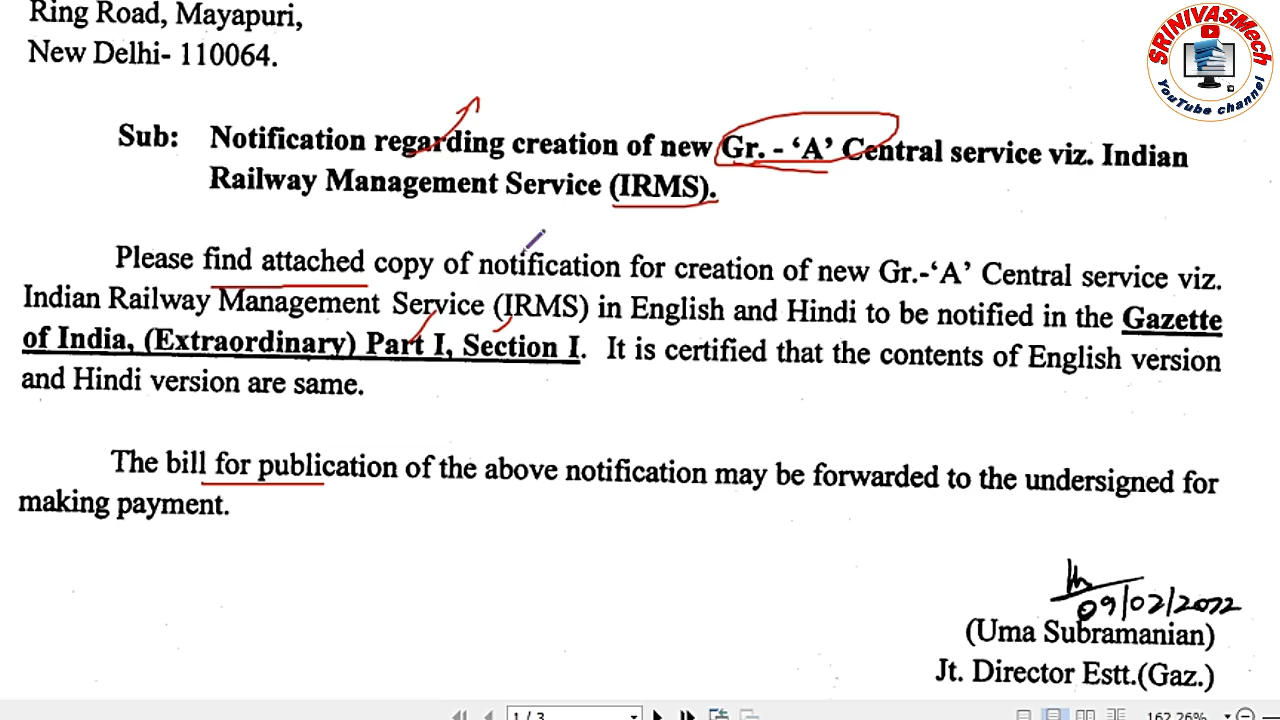 Ring Road, Mayapuri,
New Delhi- 110064.
SRINIVASMech
YouTube channel
Sub: Notification regarding creation of new Gr. - ‘A’ Central service viz. Indian
Railway Management Service (IRMS).
Please find attached copy of notification for creation of new Gr.-‘A’ Central service viz.
Indian Railway Management Service (IRMS) in English and Hindi to be notified in the Gazette
of India, (Extraordinary) Part I, Section I. It is certified that the contents of English version
and Hindi version are same.
The bill for publication of the above notification may be forwarded to the undersigned for
making payment.
09/02/2022
(Uma Subramanian)
Jt. Director Estt.(Gaz.)
1 / 3
162.26%